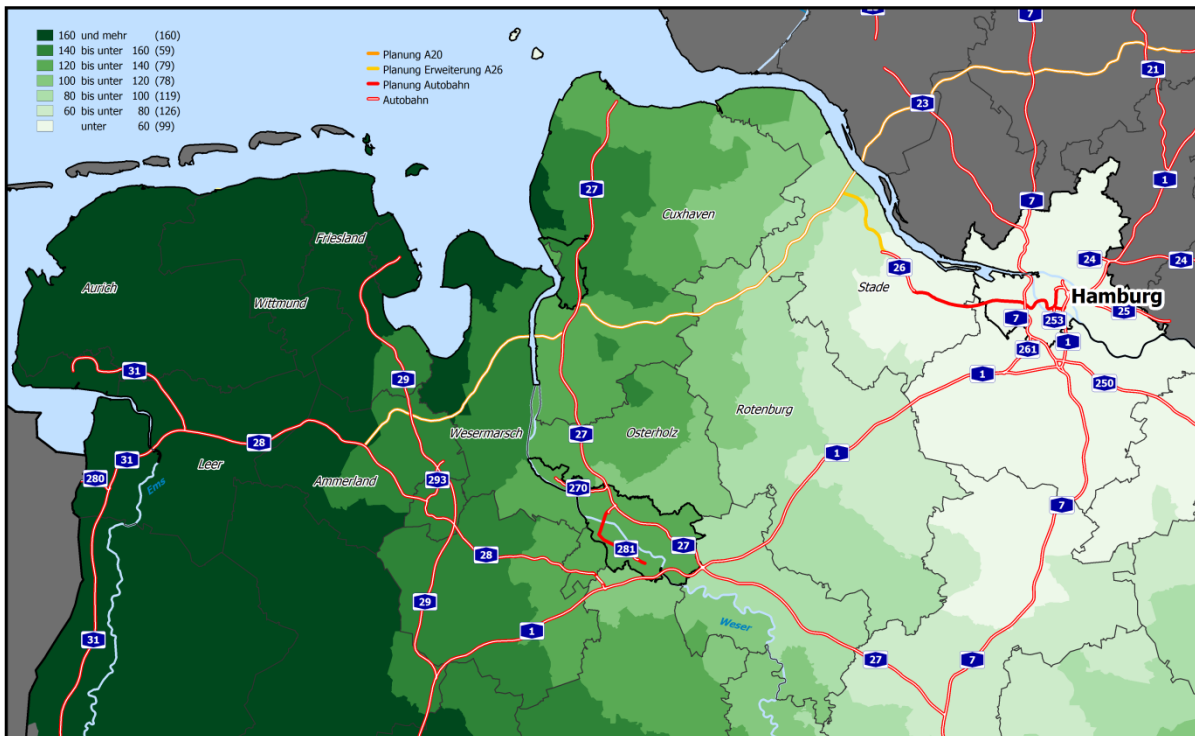 160 und mehr (160)
140 bis unter 160 (59)
120 bis unter 140 (79)
100 bis unter 120 (78)
80 bis unter 100 (119)
60 bis unter 80 (126)
unter 60 (99)
Planung A20
Planung Erweiterung A26
Planung Autobahn
Autobahn
7
21
23
27
1
7
Cuxhaven
Friesland
24
24
26
Aurich
Wittmund
Stade
Hamburg
25
7
253
1
261
31
29
1
250
Rotenburg
27
Wesermarsch
Osterholz
28
1
31
Leer
280
Ammerland
293
270
Ems
7
281
27
28
29
Weser
1
31
27
7